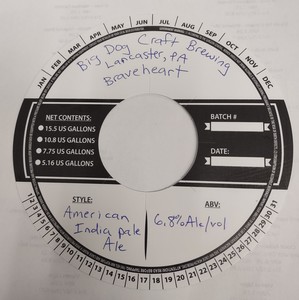 JAN FEB MAR APR MAY JUN JUL AUG SEP OCT NOV DEC
Big Dog Craft Brewing
Lancaster, PA
Braveheart
NET CONTENTS:
15.5 US GALLONS
10.8 US GALLONS
7.75 US GALLONS
5.16 US GALLONS
BATCH #
DATE:
STYLE:
American
India pale
Ale
ABV:
6.8% Alc/vol
1 2 3 4 5 6 7 8 9 10 11 12 13 14 15 16 17 18 19 20 21 22 23 24 25 26 27 28 29 30 31